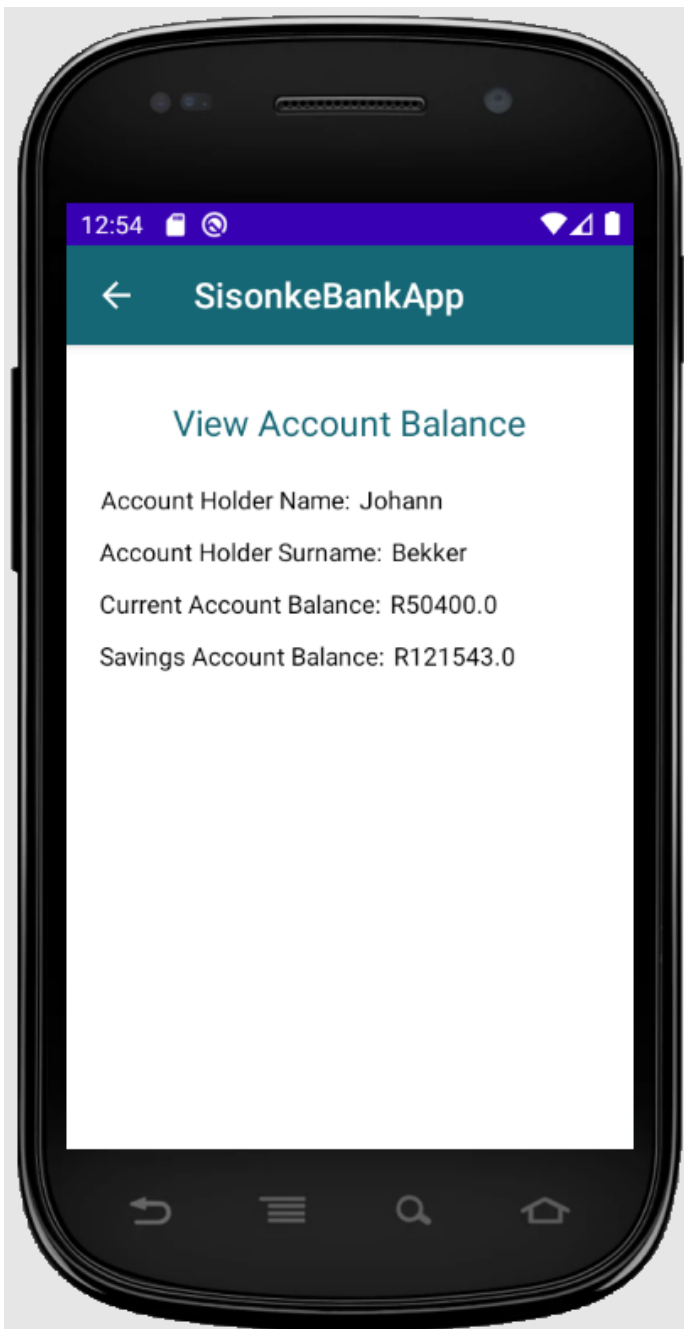 12:54
SisonkeBankApp
View Account Balance
Account Holder Name: Johann
Account Holder Surname: Bekker
Current Account Balance: R50400.0
Savings Account Balance: R121543.0